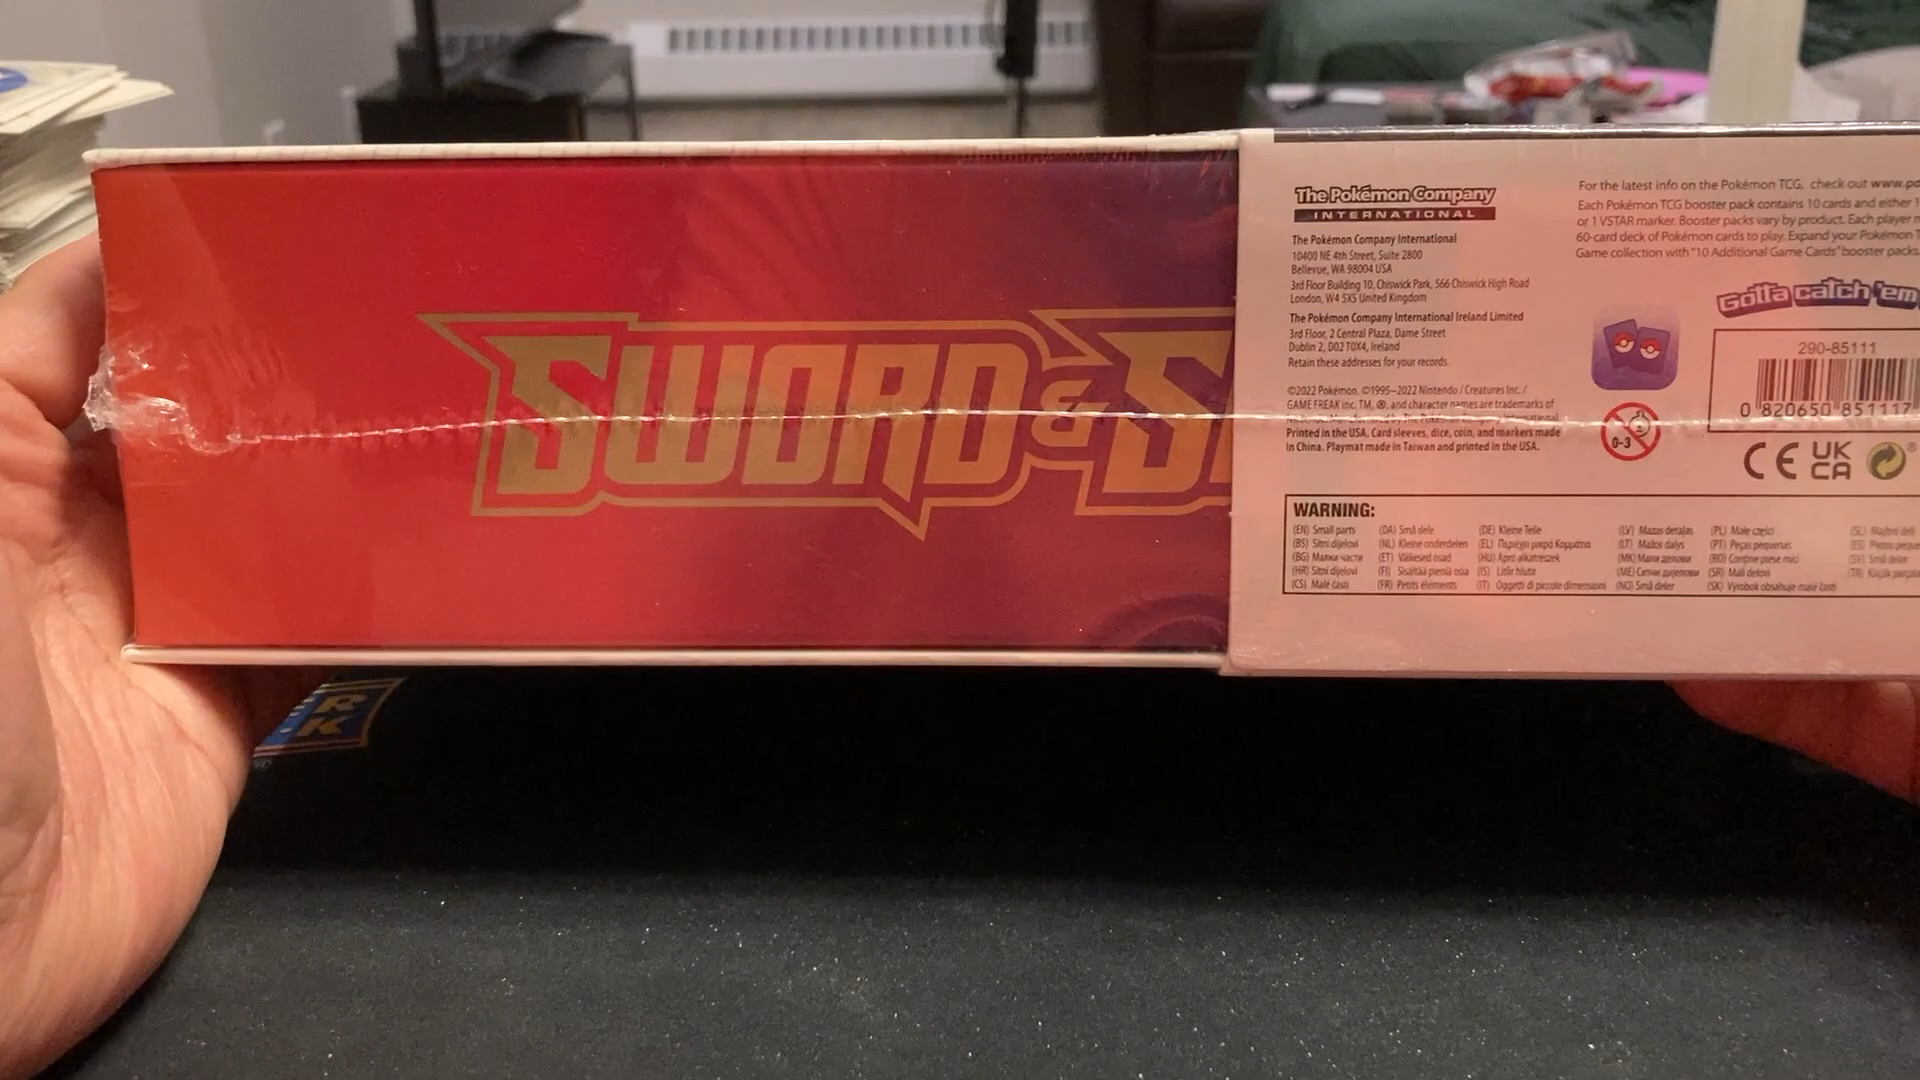 SWORD & S
The Pokémon Company
INTERNATIONAL
The Pokémon Company International
10400 NE 4th Street, Suite 2800
Bellevue, WA 98004 USA
3rd Floor Building 10, Chiswick Park, 566 Chiswick High Road
London, W4 5XS United Kingdom
The Pokémon Company International Ireland Limited
3rd Floor, 2 Central Plaza, Dame Street
Dublin 2, D02 T0X4, Ireland
Retain these addresses for your records.
©2022 Pokémon. ©1995–2022 Nintendo / Creatures Inc. /
GAME FREAK inc. TM, ®, and character names are trademarks of
Printed in the USA. Card sleeves, dice, coin, and markers made
in China. Playmat made in Taiwan and printed in the USA.
For the latest info on the Pokémon TCG, check out www.po
Each Pokémon TCG booster pack contains 10 cards and either 1
or 1 VSTAR marker. Booster packs vary by product. Each player
60-card deck of Pokémon cards to play. Expand your Pokémon T
Game collection with "10 Additional Game Cards" booster packs.
Gotta catch 'em
290-85111
0 820650 851117
0-3
CE UK CA
WARNING:
(EN) Small parts (DA) Små dele (DE) Kleine Teile (LV) Mazas detaļas (PL) Małe części
(BS) Sitni dijelovi (NL) Kleine onderdelen (EL) Περιέχει μικρά Κομμάτια (LT) Mažos dalys (PT) Peças pequenas
(BG) Малки части (ET) Väikesed osad (HU) Apró alkatrészek (MK) Мали делови (RO) Conține piese mici
(HR) Sitni dijelovi (FI) Sisältää pieniä osia (IS) Litlir hlutir (ME) Ситни дијелови (SR) Mali delovi
(CS) Malé části (FR) Petits éléments (IT) Oggetti di piccole dimensioni (NO) Små deler (SK) Výrobok obsahuje malé časti
R
K